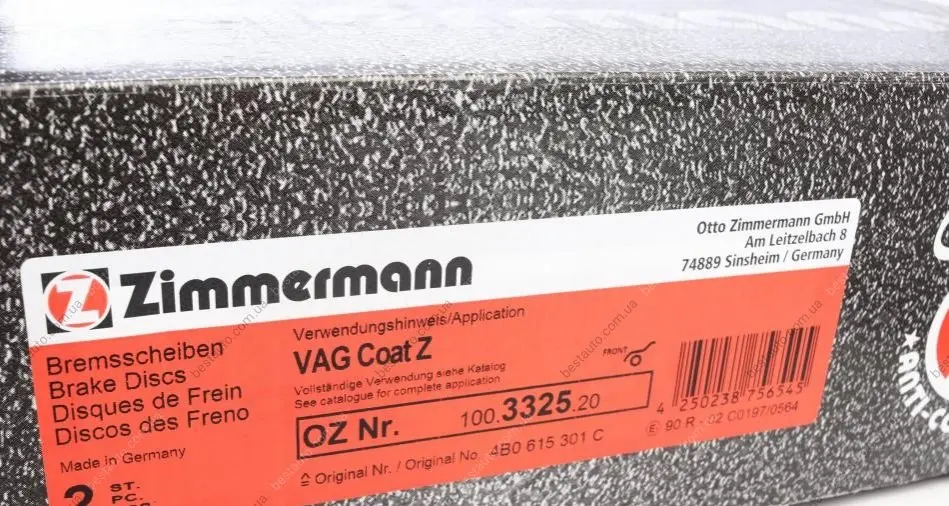 Otto Zimmermann GmbH
Am Leitzelbach 8
74889 Sinsheim / Germany
Z Zimmermann
Bremsscheiben
Brake Discs
Disques de Frein
Discos des Freno
Made in Germany
2 ST.
PC.
Verwendungshinweis/Application
VAG Coat Z
Vollständige Verwendung siehe Katalog
See catalogue for complete application
FRONT
OZ Nr. 100.3325.20
≙ Original Nr. / Original No. 4B0 615 301 C
4 250238 756545
E 90 R - 02 C0197/0564
bestauto.com.ua